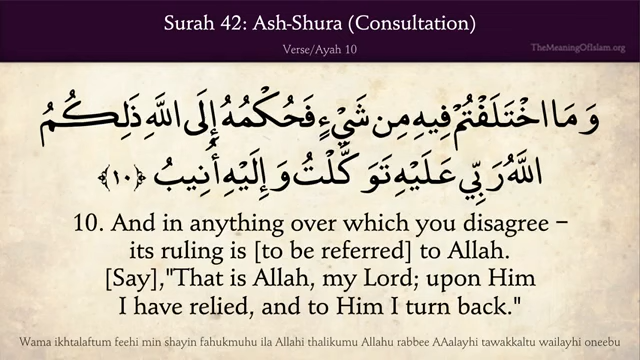 Surah 42: Ash-Shura (Consultation)
Verse/Ayah 10
TheMeaningOfIslam.org
وَمَا اخْتَلَفْتُمْ فِيهِ مِن شَيْءٍ فَحُكْمُهُ إِلَى اللَّهِ ذَٰلِكُمُ
اللَّهُ رَبِّي عَلَيْهِ تَوَكَّلْتُ وَإِلَيْهِ أُنِيبُ ﴿١٠﴾
10. And in anything over which you disagree –
its ruling is [to be referred] to Allah.
[Say],"That is Allah, my Lord; upon Him
I have relied, and to Him I turn back."
Wama ikhtalaftum feehi min shayin fahukmuhu ila Allahi thalikumu Allahu rabbee AAalayhi tawakkaltu wailayhi oneebu